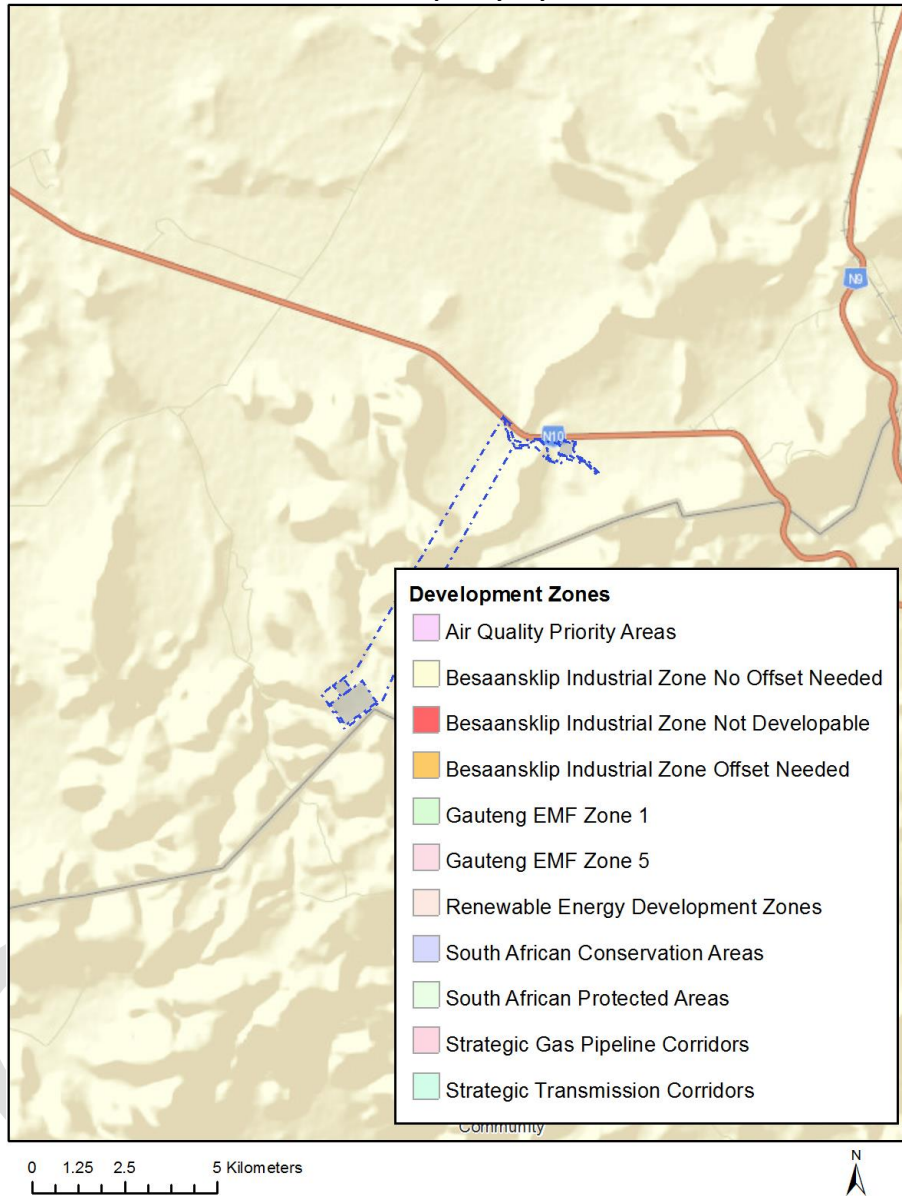 N9
N10
Development Zones
Air Quality Priority Areas
Besaansklip Industrial Zone No Offset Needed
Besaansklip Industrial Zone Not Developable
Besaansklip Industrial Zone Offset Needed
Gauteng EMF Zone 1
Gauteng EMF Zone 5
Renewable Energy Development Zones
South African Conservation Areas
South African Protected Areas
Strategic Gas Pipeline Corridors
Strategic Transmission Corridors
Community
0 1.25 2.5 5 Kilometers
N